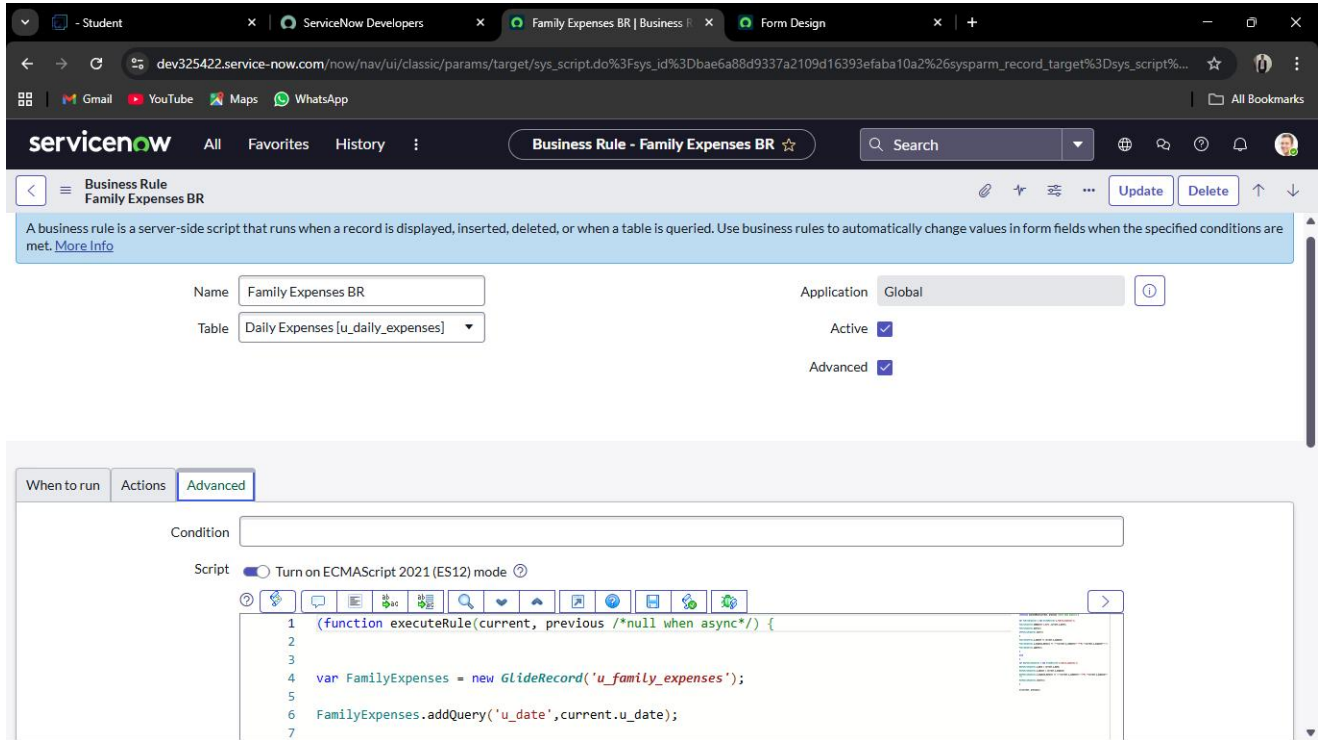 - Student
ServiceNow Developers
Family Expenses BR | Business R
Form Design
dev325422.service-now.com/now/nav/ui/classic/params/target/sys_script.do%3Fsys_id%3Dbae6a88d9337a2109d16393efaba10a2%26sysparm_record_target%3Dsys_script%...
Gmail YouTube Maps WhatsApp All Bookmarks
servicenow All Favorites History Business Rule - Family Expenses BR Search
Business Rule
Family Expenses BR
Update Delete
A business rule is a server-side script that runs when a record is displayed, inserted, deleted, or when a table is queried. Use business rules to automatically change values in form fields when the specified conditions are
met. More Info
Name Family Expenses BR Application Global
Table Daily Expenses [u_daily_expenses] Active
Advanced
When to run Actions Advanced
Condition
Script Turn on ECMAScript 2021 (ES12) mode
1 (function executeRule(current, previous /*null when async*/) {
2
3
4 var FamilyExpenses = new GlideRecord('u_family_expenses');
5
6 FamilyExpenses.addQuery('u_date',current.u_date);
7